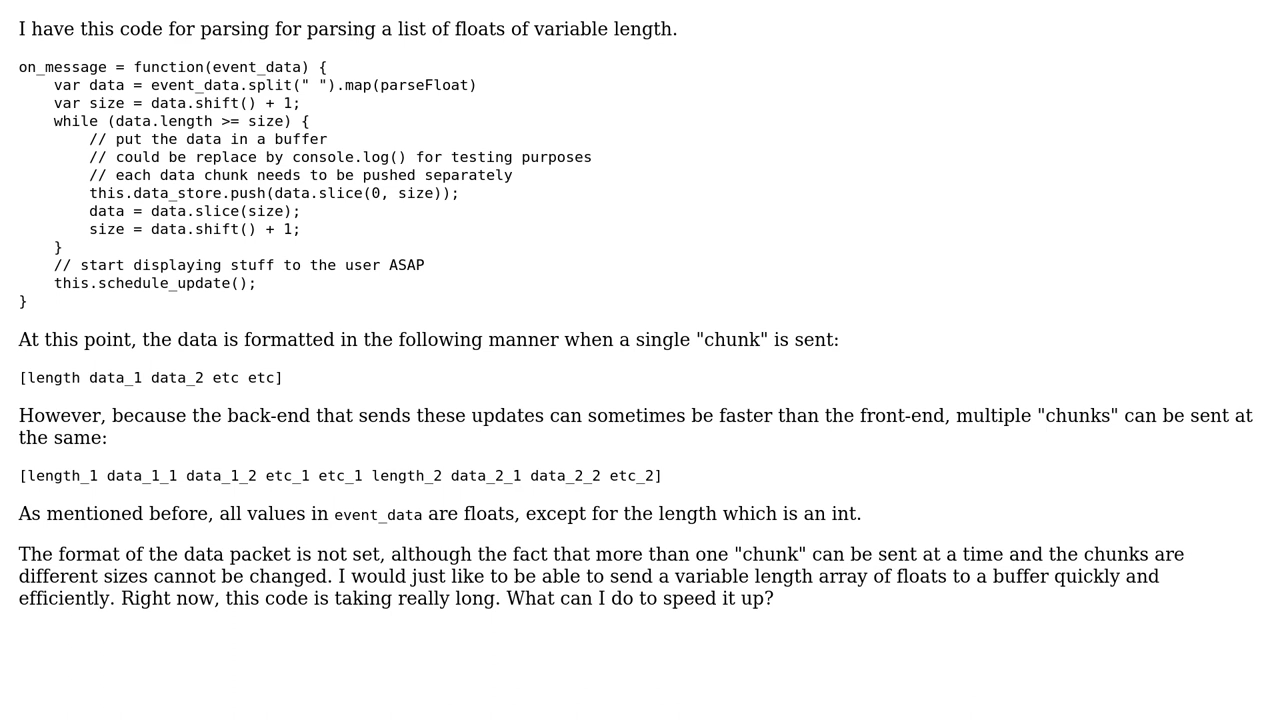 I have this code for parsing for parsing a list of floats of variable length.
on_message = function(event_data) {
    var data = event_data.split(" ").map(parseFloat)
    var size = data.shift() + 1;
    while (data.length >= size) {
        // put the data in a buffer
        // could be replace by console.log() for testing purposes
        // each data chunk needs to be pushed separately
        this.data_store.push(data.slice(0, size));
        data = data.slice(size);
        size = data.shift() + 1;
    }
    // start displaying stuff to the user ASAP
    this.schedule_update();
}
At this point, the data is formatted in the following manner when a single "chunk" is sent:
[length data_1 data_2 etc etc]
However, because the back-end that sends these updates can sometimes be faster than the front-end, multiple "chunks" can be sent at
the same:
[length_1 data_1_1 data_1_2 etc_1 etc_1 length_2 data_2_1 data_2_2 etc_2]
As mentioned before, all values in event_data are floats, except for the length which is an int.
The format of the data packet is not set, although the fact that more than one "chunk" can be sent at a time and the chunks are
different sizes cannot be changed. I would just like to be able to send a variable length array of floats to a buffer quickly and
efficiently. Right now, this code is taking really long. What can I do to speed it up?